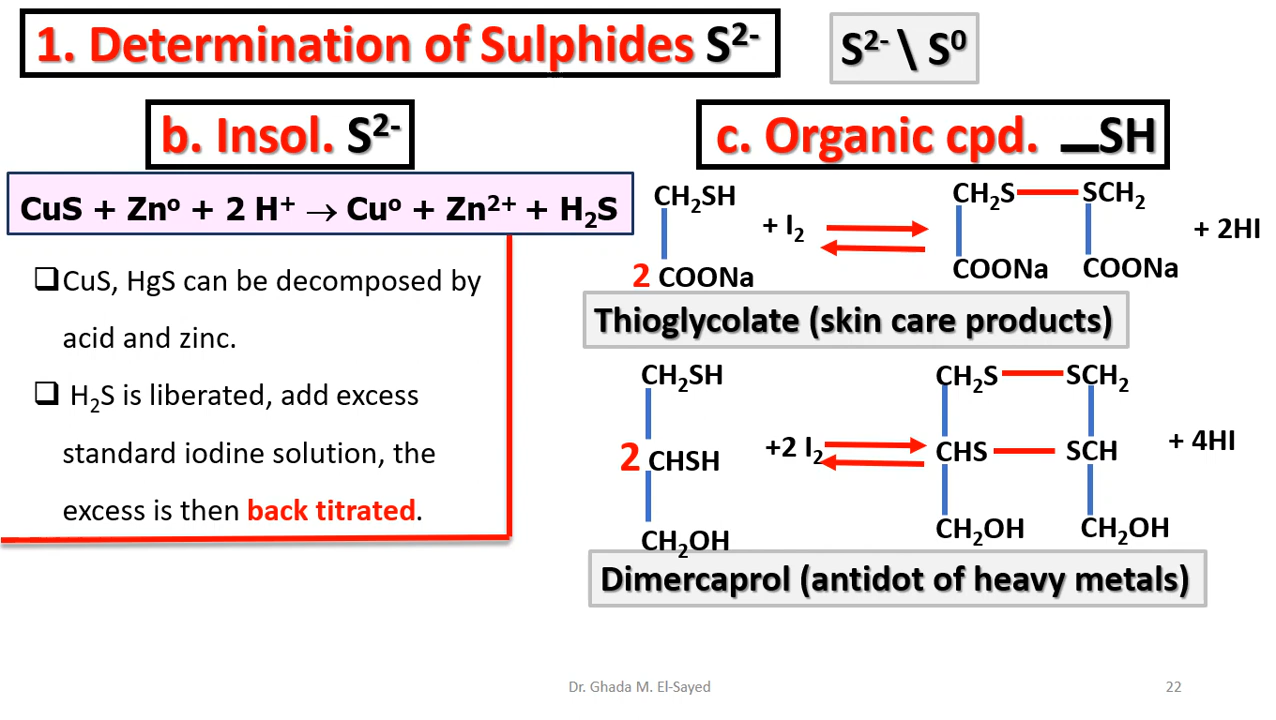 1. Determination of Sulphides S²⁻
S²⁻ \ S⁰
b. Insol. S²⁻
CuS + Znº + 2 H⁺ → Cuº + Zn²⁺ + H₂S
❑CuS, HgS can be decomposed by
acid and zinc.
❑ H₂S is liberated, add excess
standard iodine solution, the
excess is then back titrated.
c. Organic cpd. _SH
CH₂SH
CH₂S SCH₂
+ I₂
+ 2HI
2 COONa
COONa COONa
Thioglycolate (skin care products)
CH₂SH
CH₂S SCH₂
2 CHSH
+2 I₂
CHS SCH
+ 4HI
CH₂OH
CH₂OH CH₂OH
Dimercaprol (antidot of heavy metals)
Dr. Ghada M. El-Sayed
22